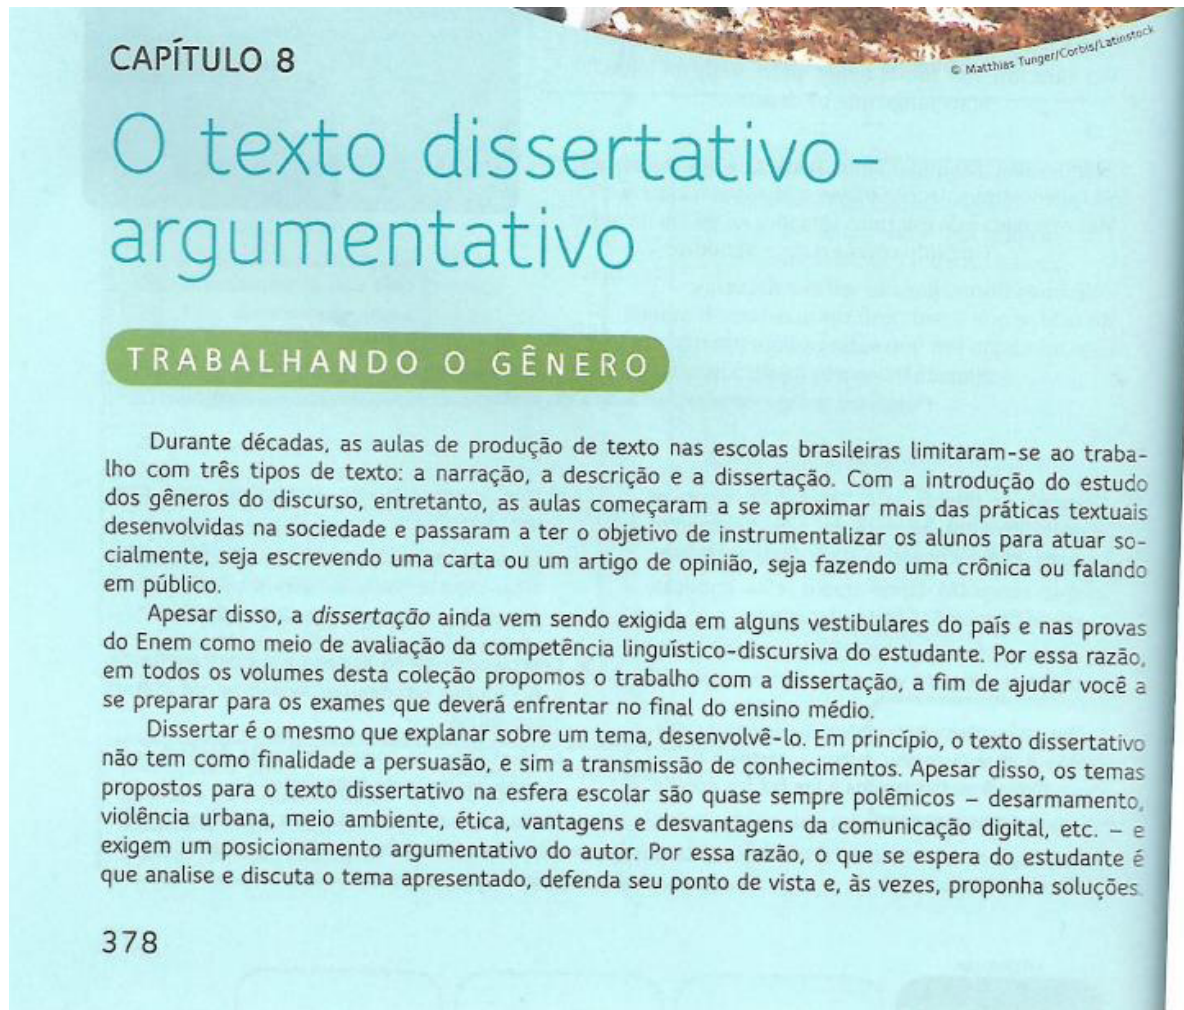 © Matthias Tunger/Corbis/Latinstock
CAPÍTULO 8
O texto dissertativo-
argumentativo
TRABALHANDO O GÊNERO
Durante décadas, as aulas de produção de texto nas escolas brasileiras limitaram-se ao traba-
lho com três tipos de texto: a narração, a descrição e a dissertação. Com a introdução do estudo
dos gêneros do discurso, entretanto, as aulas começaram a se aproximar mais das práticas textuais
desenvolvidas na sociedade e passaram a ter o objetivo de instrumentalizar os alunos para atuar so-
cialmente, seja escrevendo uma carta ou um artigo de opinião, seja fazendo uma crônica ou falando
em público.
Apesar disso, a dissertação ainda vem sendo exigida em alguns vestibulares do país e nas provas
do Enem como meio de avaliação da competência linguístico-discursiva do estudante. Por essa razão,
em todos os volumes desta coleção propomos o trabalho com a dissertação, a fim de ajudar você a
se preparar para os exames que deverá enfrentar no final do ensino médio.
Dissertar é o mesmo que explanar sobre um tema, desenvolvê-lo. Em princípio, o texto dissertativo
não tem como finalidade a persuasão, e sim a transmissão de conhecimentos. Apesar disso, os temas
propostos para o texto dissertativo na esfera escolar são quase sempre polêmicos – desarmamento,
violência urbana, meio ambiente, ética, vantagens e desvantagens da comunicação digital, etc. – e
exigem um posicionamento argumentativo do autor. Por essa razão, o que se espera do estudante é
que analise e discuta o tema apresentado, defenda seu ponto de vista e, às vezes, proponha soluções.
378